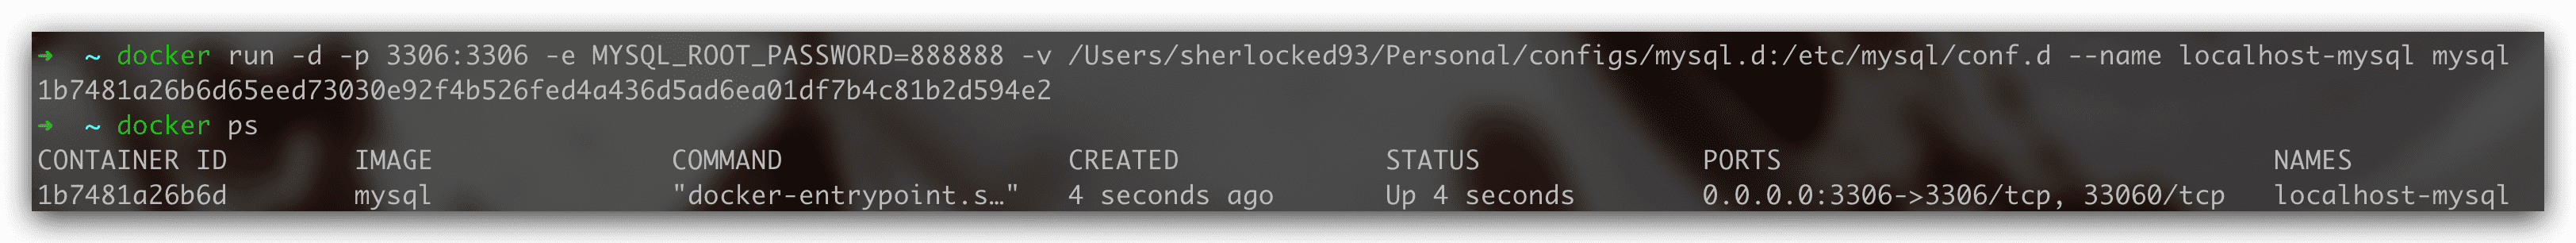 ➜  ~ docker run -d -p 3306:3306 -e MYSQL_ROOT_PASSWORD=888888 -v /Users/sherlocked93/Personal/configs/mysql.d:/etc/mysql/conf.d --name localhost-mysql mysql
1b7481a26b6d65eed73030e92f4b526fed4a436d5ad6ea01df7b4c81b2d594e2
➜  ~ docker ps
CONTAINER ID        IMAGE               COMMAND                  CREATED             STATUS              PORTS                               NAMES
1b7481a26b6d        mysql               "docker-entrypoint.s…"   4 seconds ago       Up 4 seconds        0.0.0.0:3306->3306/tcp, 33060/tcp   localhost-mysql